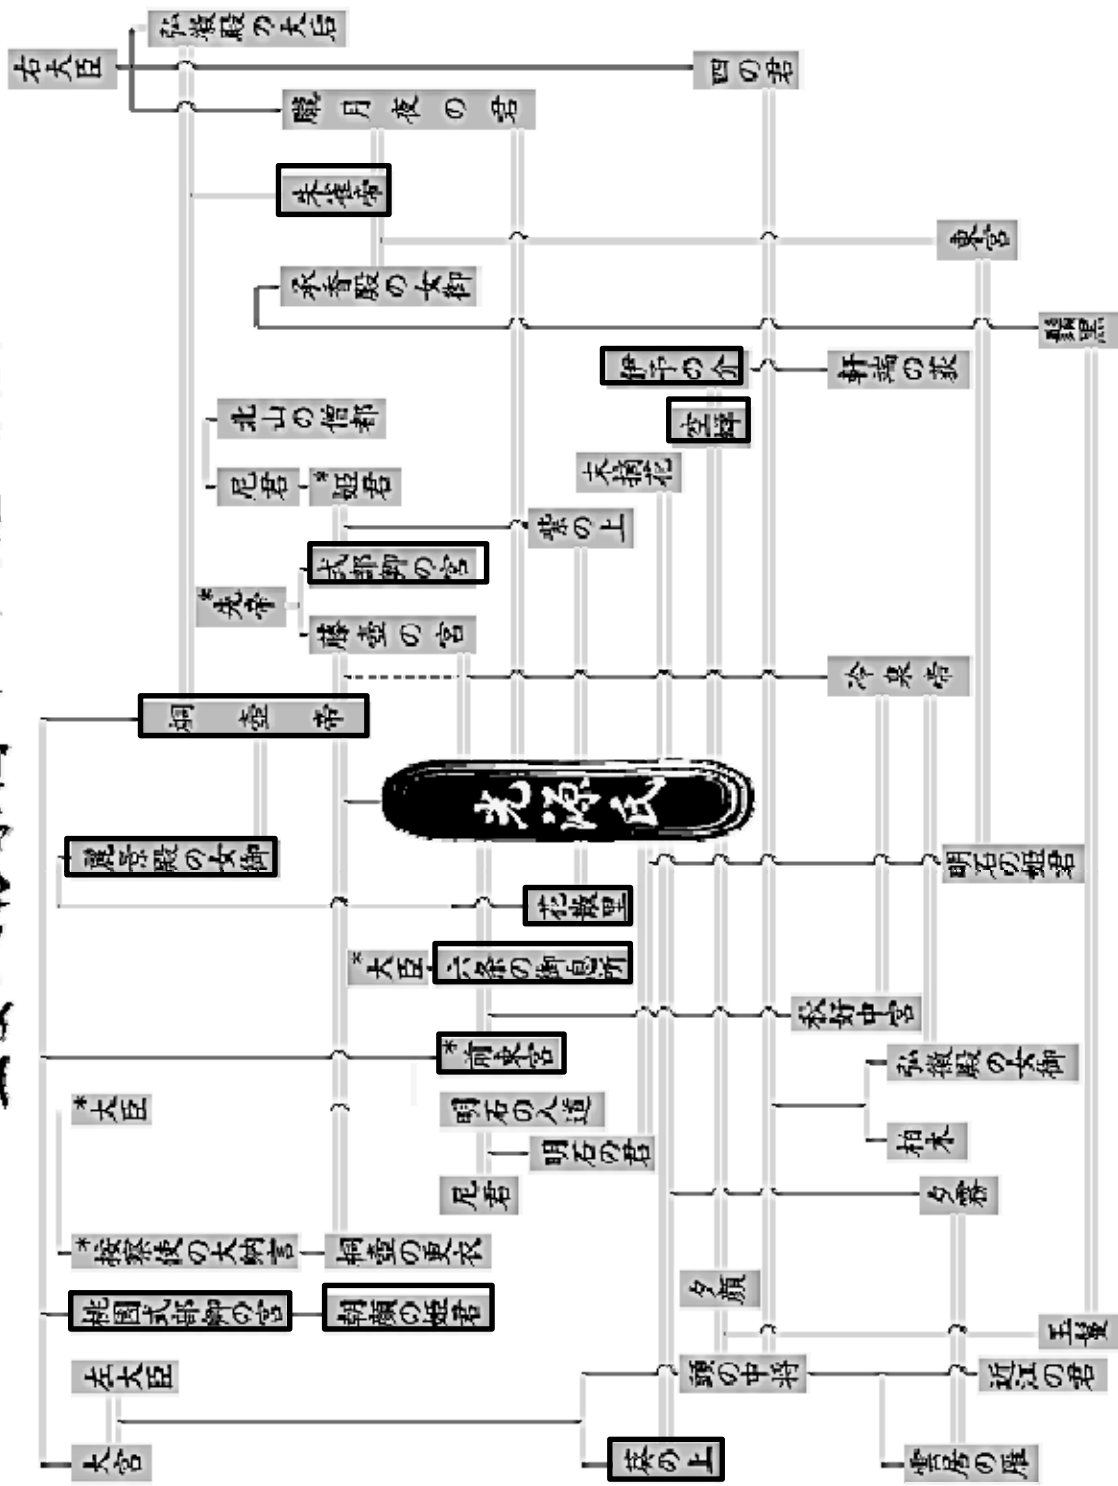 弘徽殿の大后
右大臣
四の君
朧月夜の君
朱雀帝
東宮
承香殿の女御
髭黒
伊予の介
軒端の荻
空蝉
北山の僧都
末摘花
尼君
*姫君
紫の上
式部卿の宮
*先帝
藤壺の宮
冷泉帝
桐壺帝
光源氏
麗景殿の女御
明石の姫君
花散里
*大臣
六条の御息所
秋好中宮
*前東宮
弘徽殿の女御
*大臣
明石の入道
柏木
明石の君
尼君
夕霧
*按察使の大納言
桐壺の更衣
夕顔
桃園式部卿の宮
朝顔の姫君
玉鬘
左大臣
頭の中将
近江の君
大宮
葵の上
雲居の雁